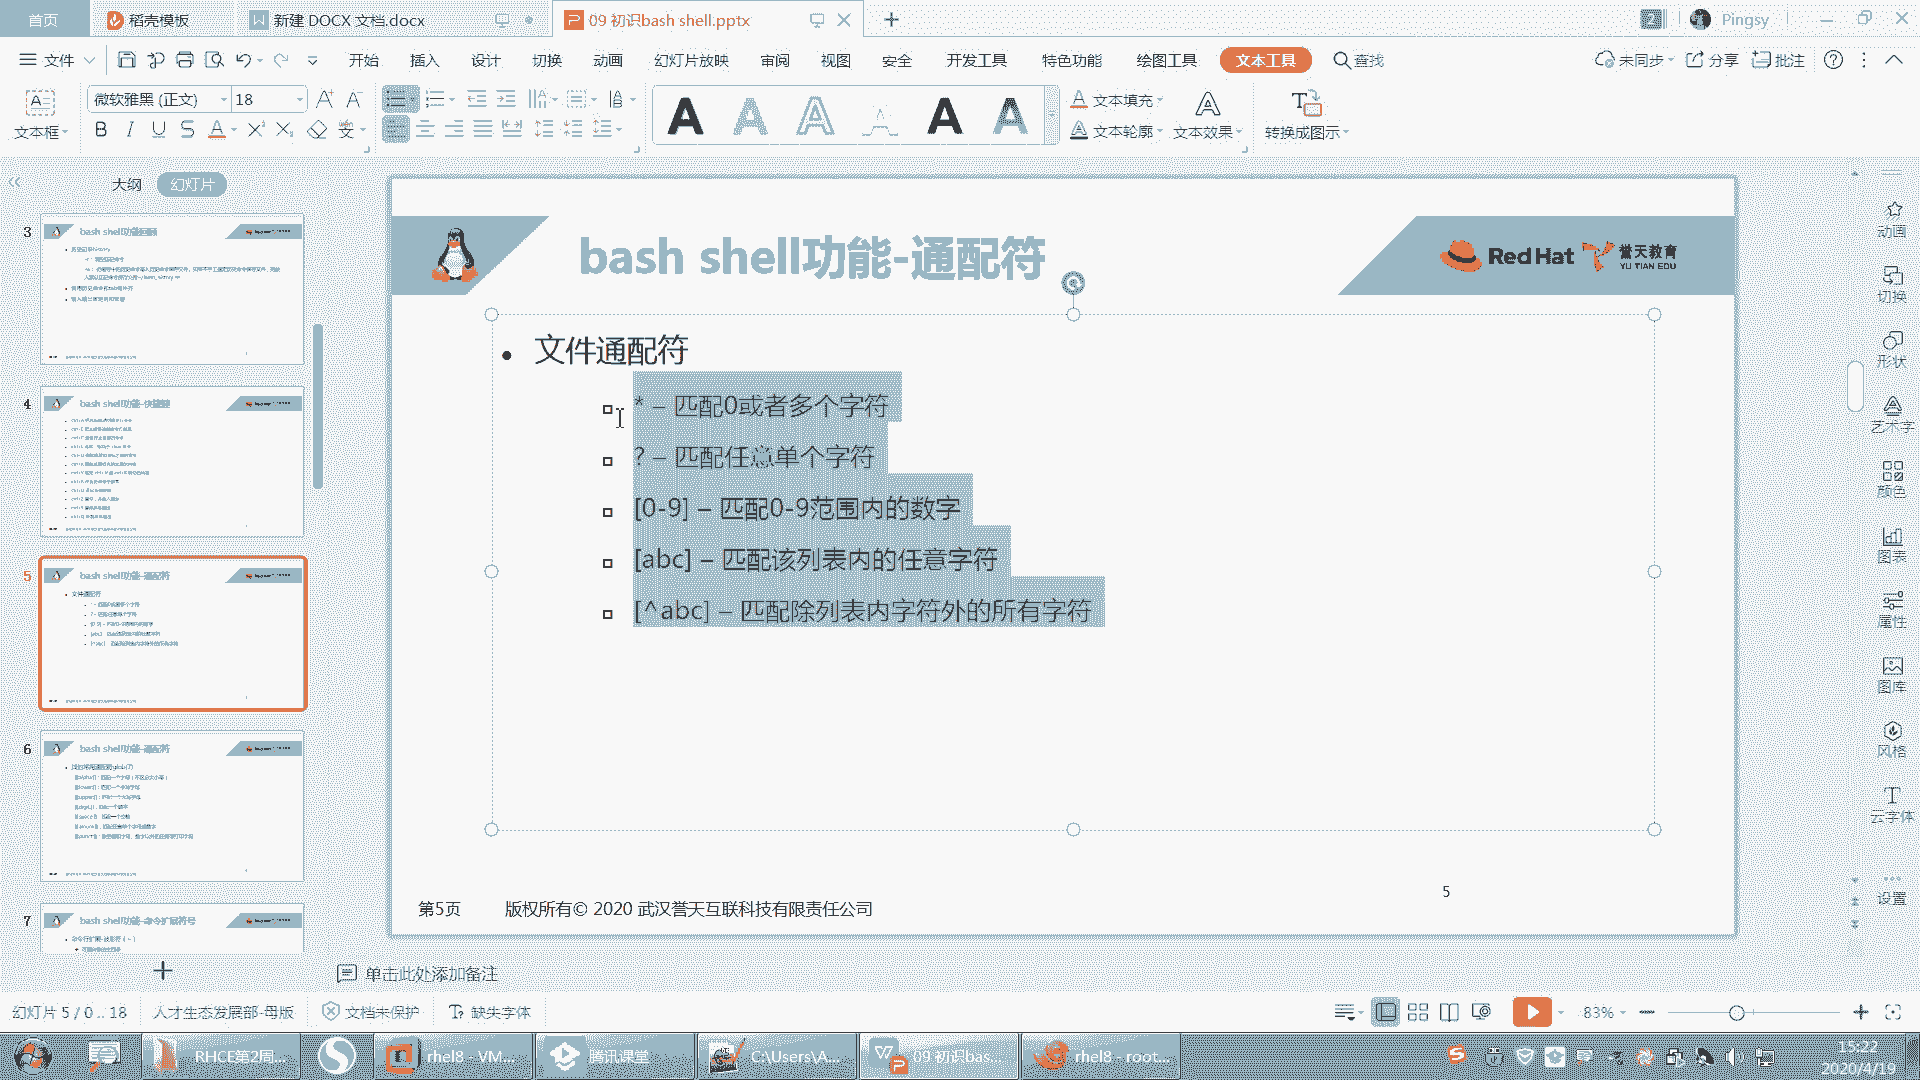 首页
稻壳模板
新建 DOCX 文档.docx
09 初识bash shell.pptx
2
Pingsy
文件
开始
插入
设计
切换
动画
幻灯片放映
审阅
视图
安全
开发工具
特色功能
绘图工具
文本工具
查找
未同步
分享
批注
文本框
微软雅黑 (正文)
18
文本填充
文本轮廓
文本效果
转换成图示
大纲
幻灯片
3
bash shell功能回顾
4
bash shell功能-快捷键
5
bash shell功能-通配符
文件通配符
6
bash shell功能-通配符
7
bash shell功能-命令行扩展符号
bash shell功能-通配符
Red Hat
誉天教育
YU TIAN EDU
文件通配符
* – 匹配0或者多个字符
? – 匹配任意单个字符
[0-9] – 匹配0-9范围内的数字
[abc] – 匹配该列表内的任意字符
[^abc] – 匹配除列表内字符外的所有字符
5
第5页
版权所有© 2020 武汉誉天互联科技有限责任公司
单击此处添加备注
动画
切换
形状
艺术字
颜色
图表
属性
图库
风格
云字体
设置
幻灯片 5 / 0 .. 18
人才生态发展部-母版
文档未保护
缺失字体
83%
RHCE第2周...
rhel8 - VM...
腾讯课堂
C:\Users\A...
09 初识bas...
rhel8 - root...
15:22
2020/4/19